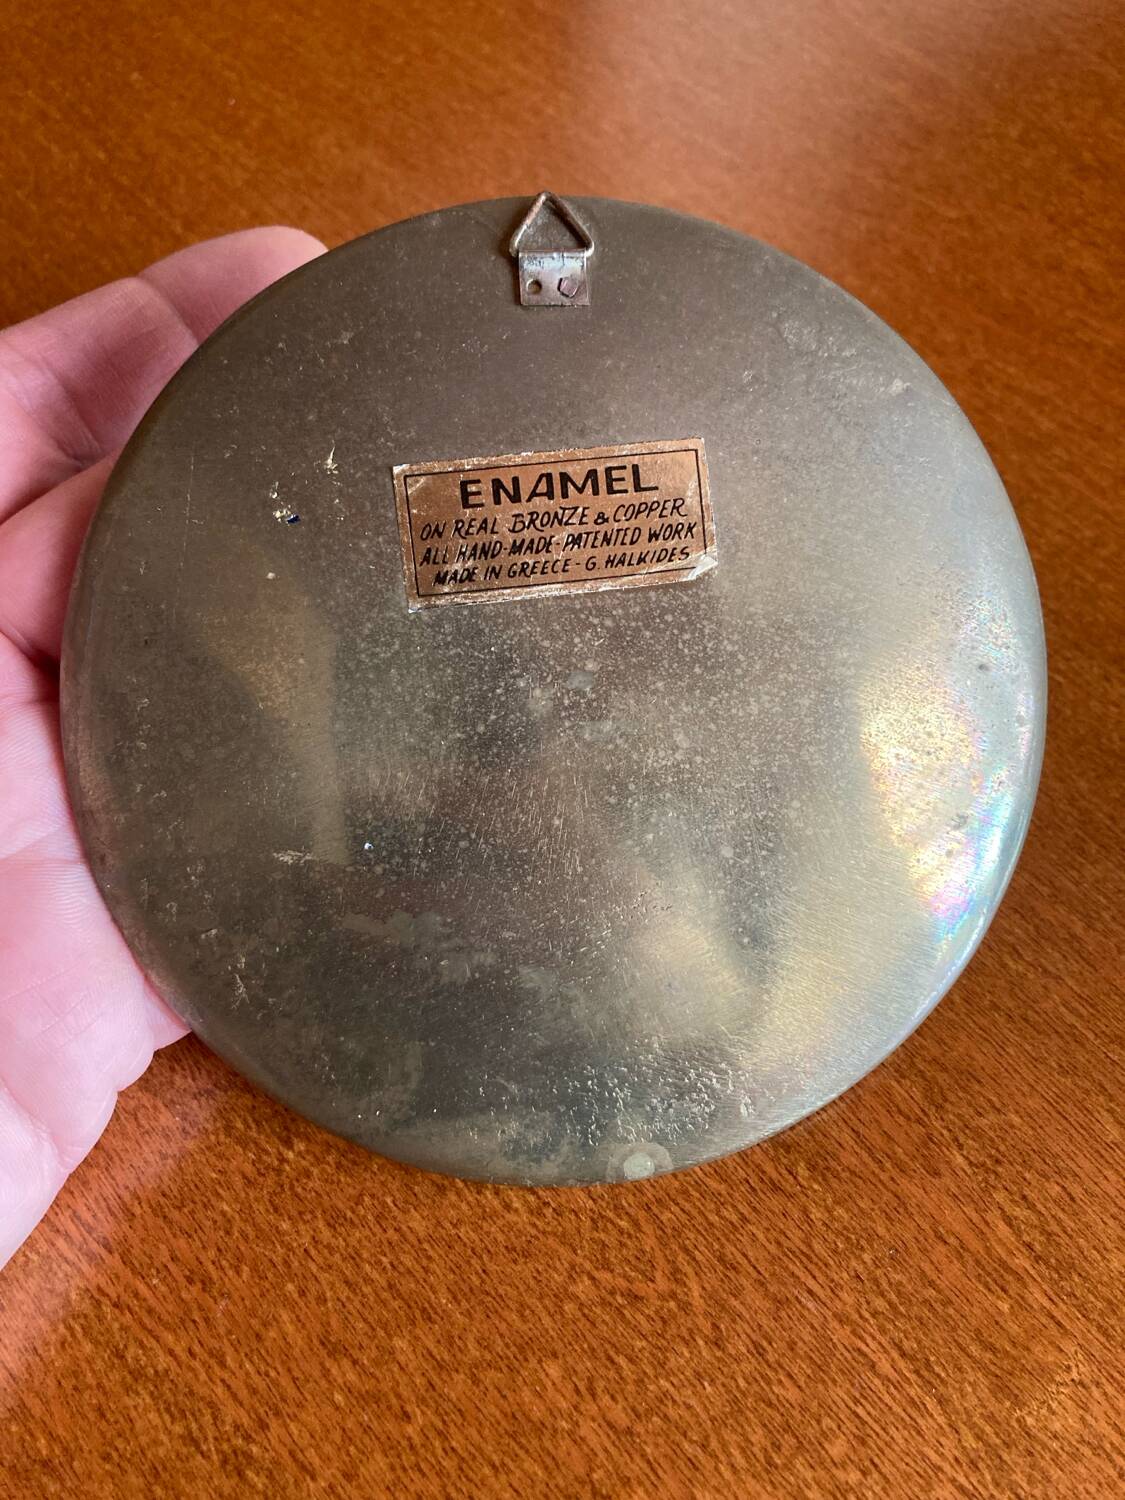 ENAMEL
ON REAL BRONZE & COPPER
ALL HAND-MADE-PATENTED WORK
MADE IN GREECE - G. HALKIDES